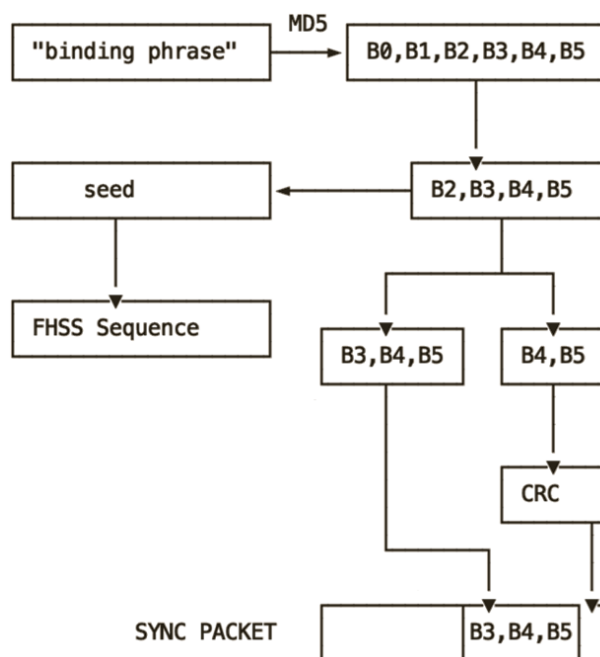 MD5
"binding phrase"
B0,B1,B2,B3,B4,B5
seed
B2,B3,B4,B5
FHSS Sequence
B3,B4,B5
B4,B5
CRC
SYNC PACKET
B3,B4,B5